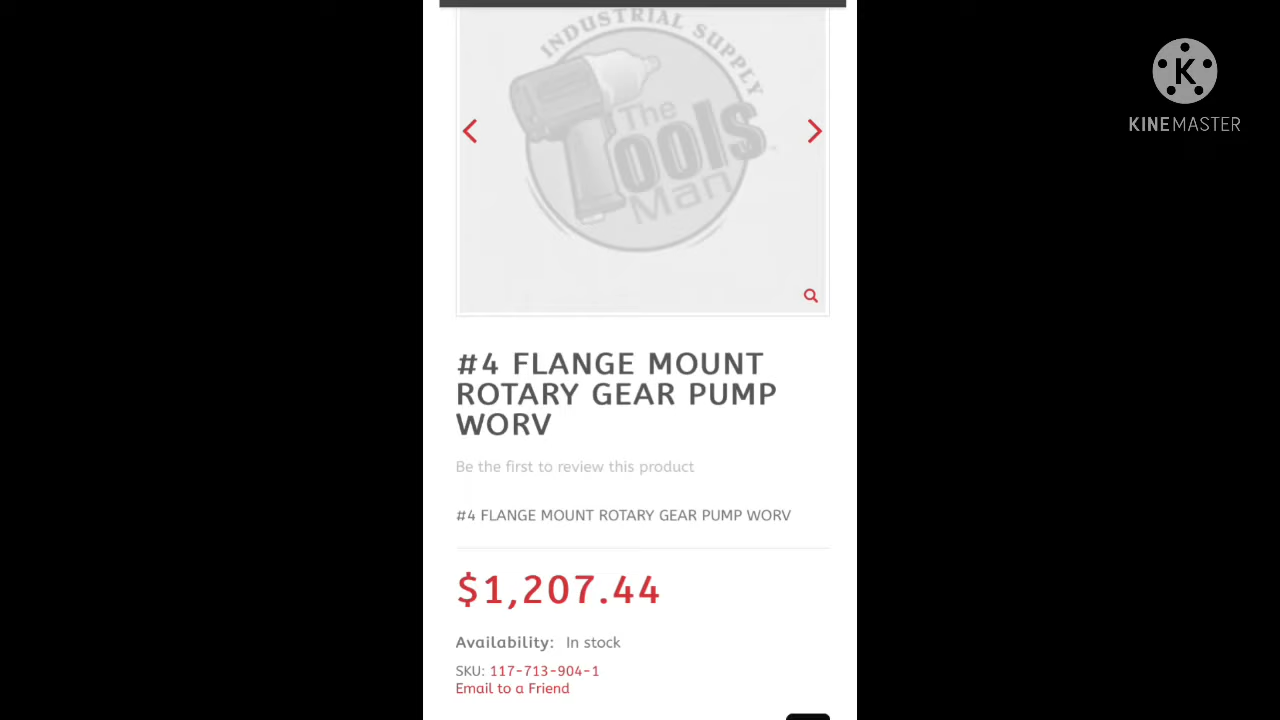 INDUSTRIAL SUPPLY
The
Tools
Man
K
KINEMASTER
#4 FLANGE MOUNT
ROTARY GEAR PUMP
WORV
Be the first to review this product
#4 FLANGE MOUNT ROTARY GEAR PUMP WORV
$1,207.44
Availability: In stock
SKU: 117-713-904-1
Email to a Friend